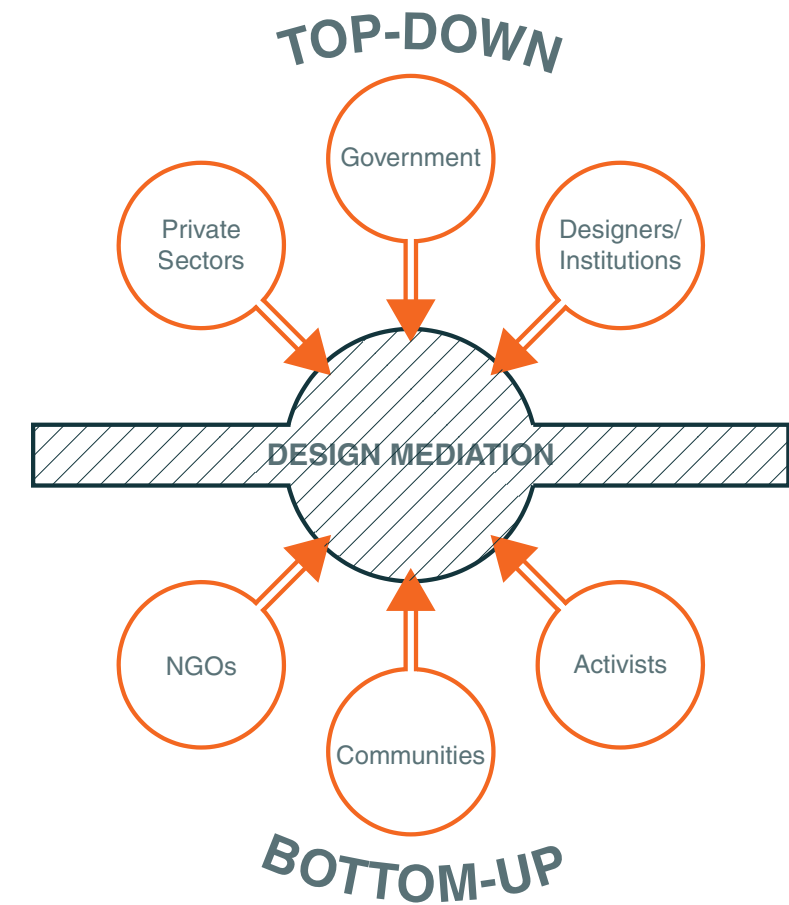 TOP-DOWN
Government
Private
Sectors
Designers/
Institutions
DESIGN MEDIATION
NGOs
Activists
Communities
BOTTOM-UP